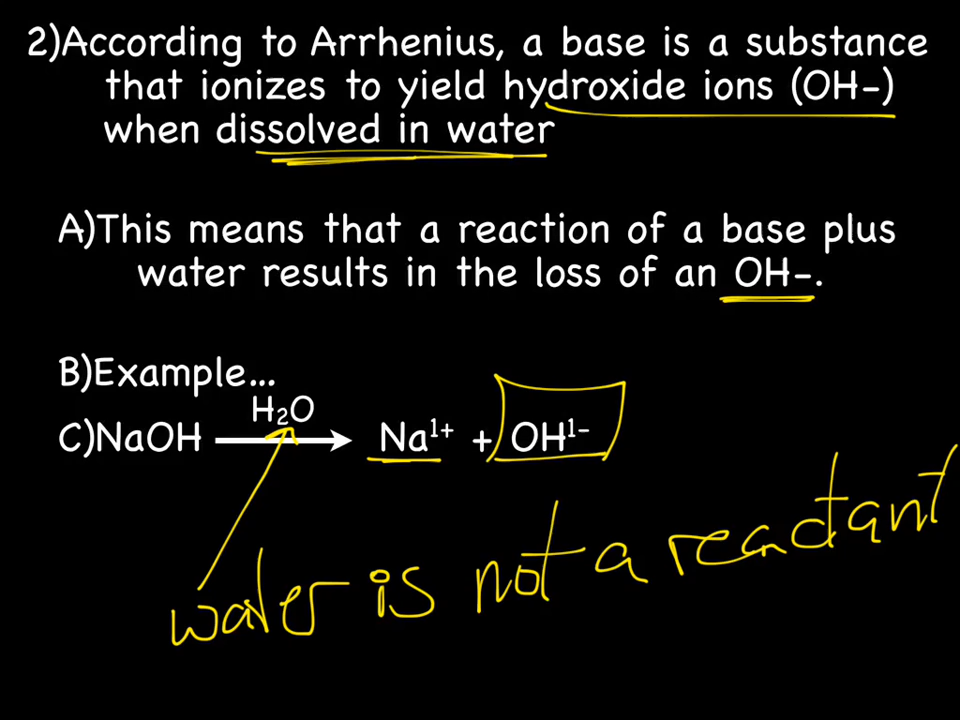 2)According to Arrhenius, a base is a substance
that ionizes to yield hydroxide ions (OH-)
when dissolved in water
A)This means that a reaction of a base plus
water results in the loss of an OH-.
B)Example...
H₂O
C)NaOH → Na¹⁺ + OH¹⁻
water is not a reactant